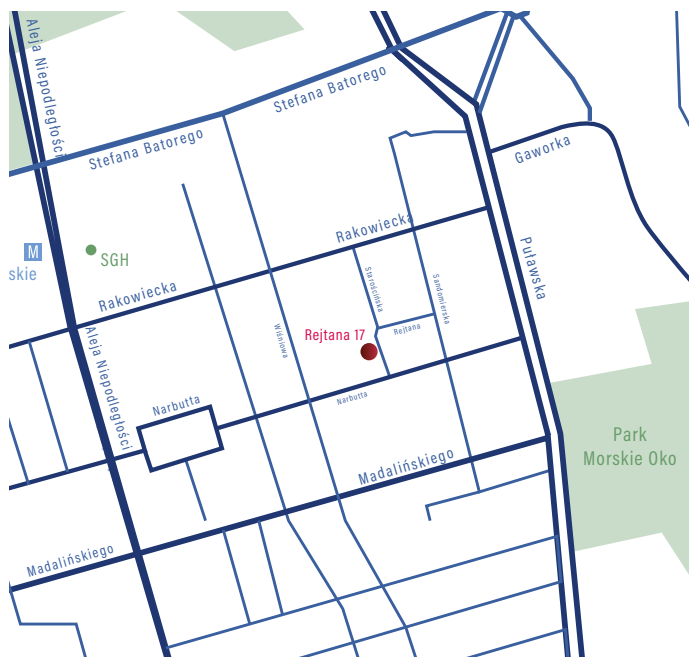 Aleja Niepodległości
Stefana Batorego
Stefana Batorego
Gaworka
M
skie
SGH
Rakowiecka
Rakowiecka
Puławska
Starościńska
Sandomierska
Wiśniowa
Rejtana 17
Rejtana
Aleja Niepodległości
Narbutta
Narbutta
Park
Morskie Oko
Madalińskiego
Madalińskiego